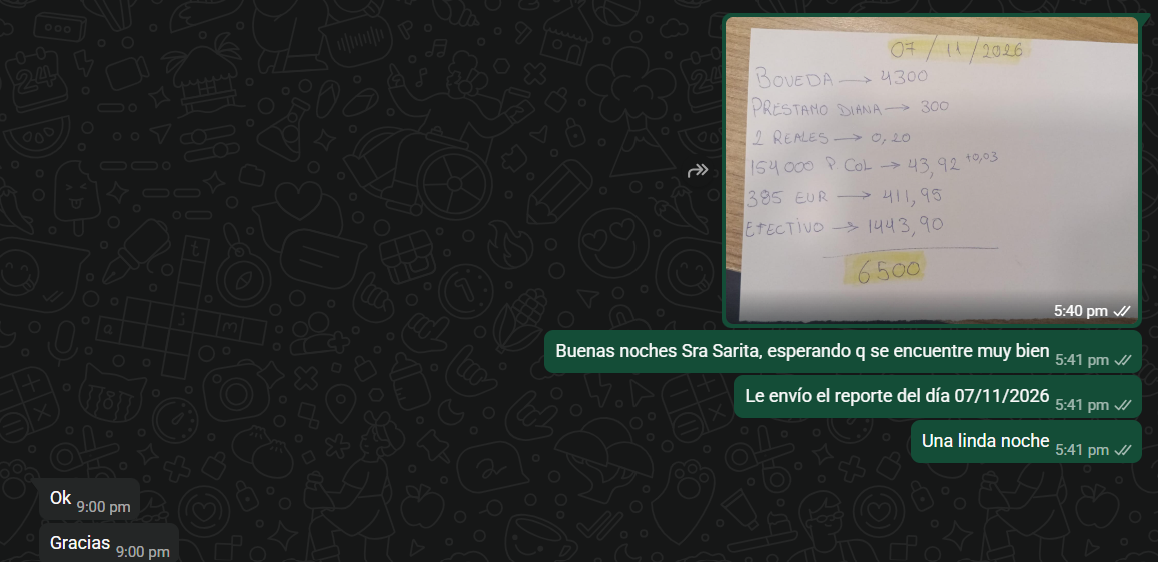 07/11/2026
BOVEDA → 4300
PRESTAMO DIANA → 300
2 REALES → 0,20
154000 P COL → 43,92 +0,03
385 EUR → 411,95
EFECTIVO → 1443,90
6500
5:40 pm
Buenas noches Sra Sarita, esperando q se encuentre muy bien 5:41 pm
Le envío el reporte del día 07/11/2026 5:41 pm
Una linda noche 5:41 pm
Ok 9:00 pm
Gracias 9:00 pm